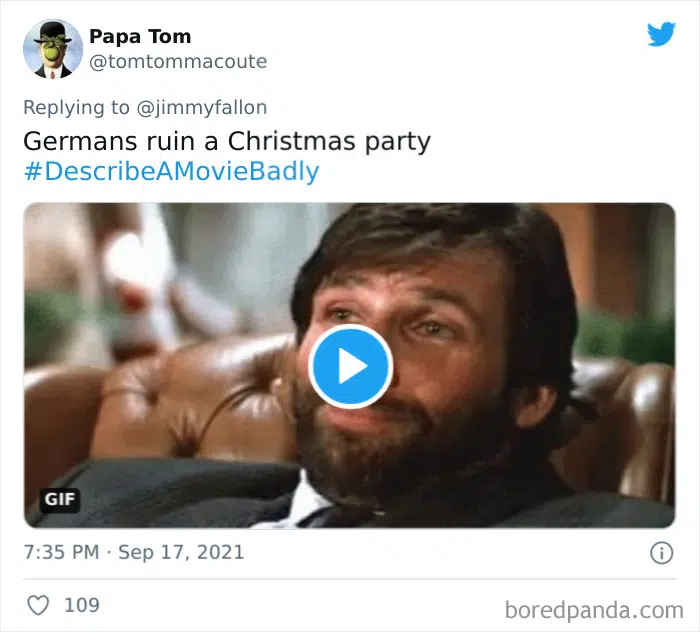 Papa Tom
@tomtommacoute
Replying to @jimmyfallon
Germans ruin a Christmas party
#DescribeAMovieBadly
GIF
7:35 PM · Sep 17, 2021
109
boredpanda.com